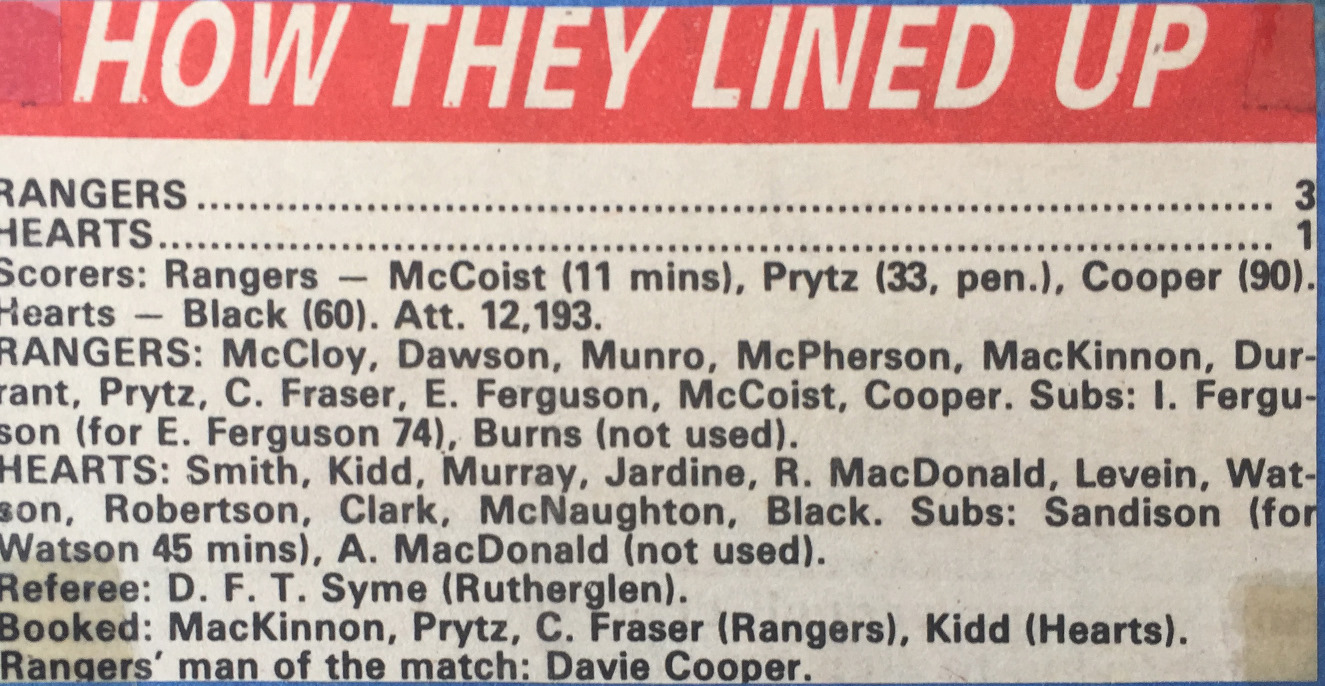 HOW THEY LINED UP
RANGERS ........................................................................ 3
HEARTS........................................................................... 1
Scorers: Rangers — McCoist (11 mins), Prytz (33, pen.), Cooper (90).
Hearts — Black (60). Att. 12,193.
RANGERS: McCloy, Dawson, Munro, McPherson, MacKinnon, Dur-
rant, Prytz, C. Fraser, E. Ferguson, McCoist, Cooper. Subs: I. Fergu-
son (for E. Ferguson 74), Burns (not used).
HEARTS: Smith, Kidd, Murray, Jardine, R. MacDonald, Levein, Wat-
son, Robertson, Clark, McNaughton, Black. Subs: Sandison (for
Watson 45 mins), A. MacDonald (not used).
Referee: D. F. T. Syme (Rutherglen).
Booked: MacKinnon, Prytz, C. Fraser (Rangers), Kidd (Hearts).
Rangers' man of the match: Davie Cooper.